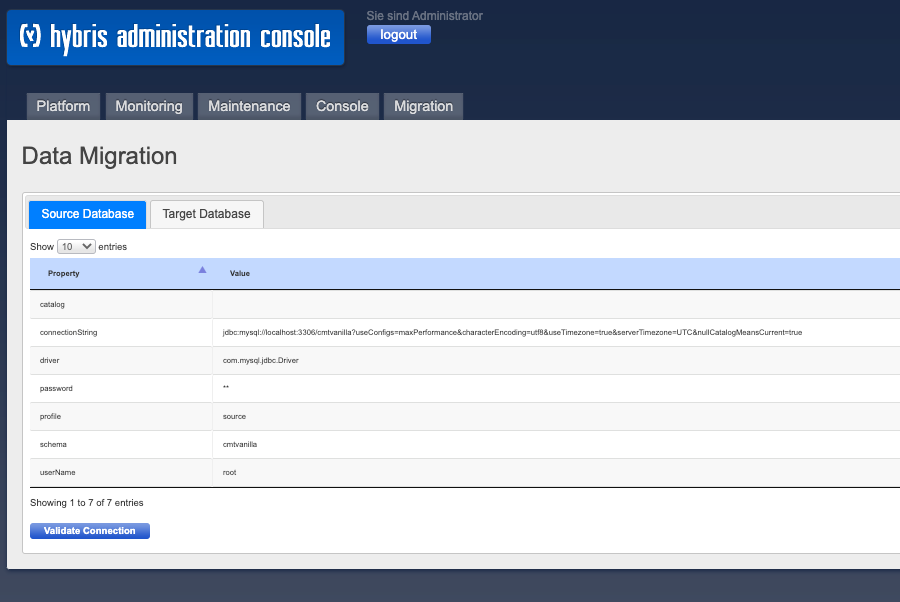 (y) hybris administration console
Sie sind Administrator
logout
Platform Monitoring Maintenance Console Migration
Data Migration
Source Database Target Database
Show 10 entries
Property Value
catalog
connectionString jdbc:mysql://localhost:3306/cmtvanilla?useConfigs=maxPerformance&characterEncoding=utf8&useTimezone=true&serverTimezone=UTC&nullCatalogMeansCurrent=true
driver com.mysql.jdbc.Driver
password **
profile source
schema cmtvanilla
userName root
Showing 1 to 7 of 7 entries
Validate Connection